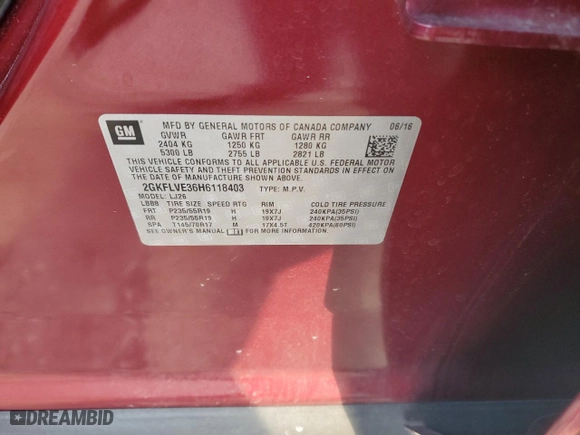 GM
MFD BY GENERAL MOTORS OF CANADA COMPANY 06/16
GVWR GAWR FRT GAWR RR
2404 KG 1250 KG 1280 KG
5300 LB 2755 LB 2821 LB
THIS VEHICLE CONFORMS TO ALL APPLICABLE U.S. FEDERAL MOTOR
VEHICLE SAFETY AND THEFT PREVENTION STANDARDS IN EFFECT ON
THE DATE OF MANUFACTURE SHOWN ABOVE.
2GKFLVE36H6118403 TYPE: M.P.V.
MODEL: LJ26
LBBB TIRE SIZE SPEED RTG RIM COLD TIRE PRESSURE
FRT P235/55R19 H 19X7J 240KPA(35PSI)
RR P235/55R19 H 19X7J 240KPA(35PSI)
SPA T145/70R17 M 17X4.5T 420KPA(60PSI)
SEE OWNER'S MANUAL FOR MORE INFORMATION.
DREAMBID